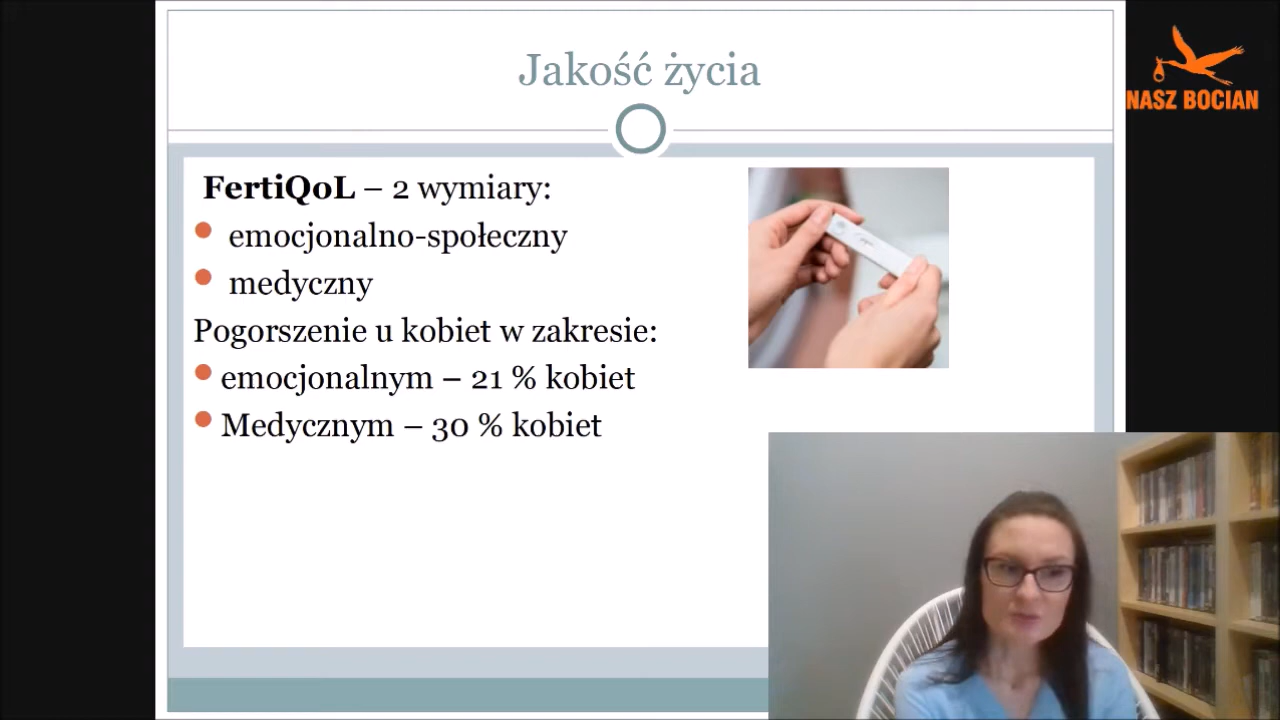 Jakość życia
NASZ BOCIAN
FertiQoL – 2 wymiary:
emocjonalno-społeczny
medyczny
Pogorszenie u kobiet w zakresie:
emocjonalnym – 21 % kobiet
Medycznym – 30 % kobiet